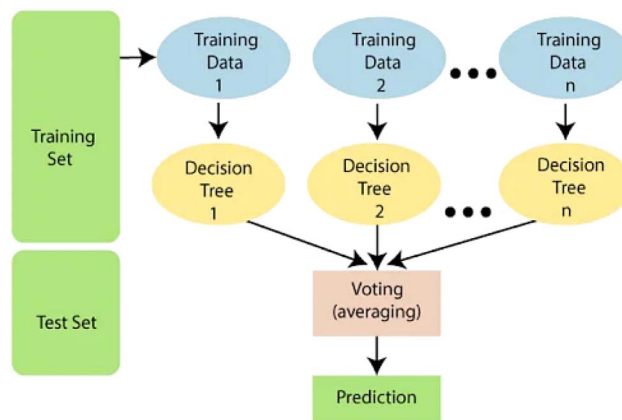 Training
Set
Test Set
Training
Data
1
Training
Data
2
Training
Data
n
Decision
Tree
1
Decision
Tree
2
Decision
Tree
n
Voting
(averaging)
Prediction